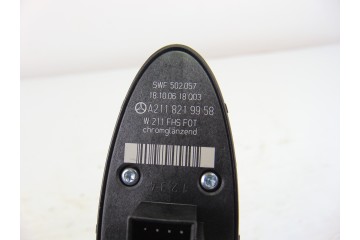 SWF 502.057
18.10.06 18 003
A211 821 99 58
W 211 FHS FOT
chromglänzend